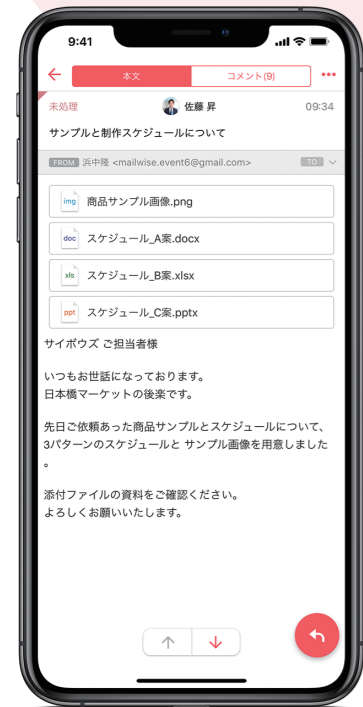 9:41
本文 コメント(9)
未処理 佐藤 昇 09:34
サンプルと制作スケジュールについて
FROM 浜中隆 <mailwise.event6@gmail.com> TO
img 商品サンプル画像.png
doc スケジュール_A案.docx
xls スケジュール_B案.xlsx
ppt スケジュール_C案.pptx
サイボウズ ご担当者様
いつもお世話になっております。
日本橋マーケットの後楽です。
先日ご依頼あった商品サンプルとスケジュールについて、
3パターンのスケジュールと サンプル画像を用意しました
。
添付ファイルの資料をご確認ください。
よろしくお願いいたします。